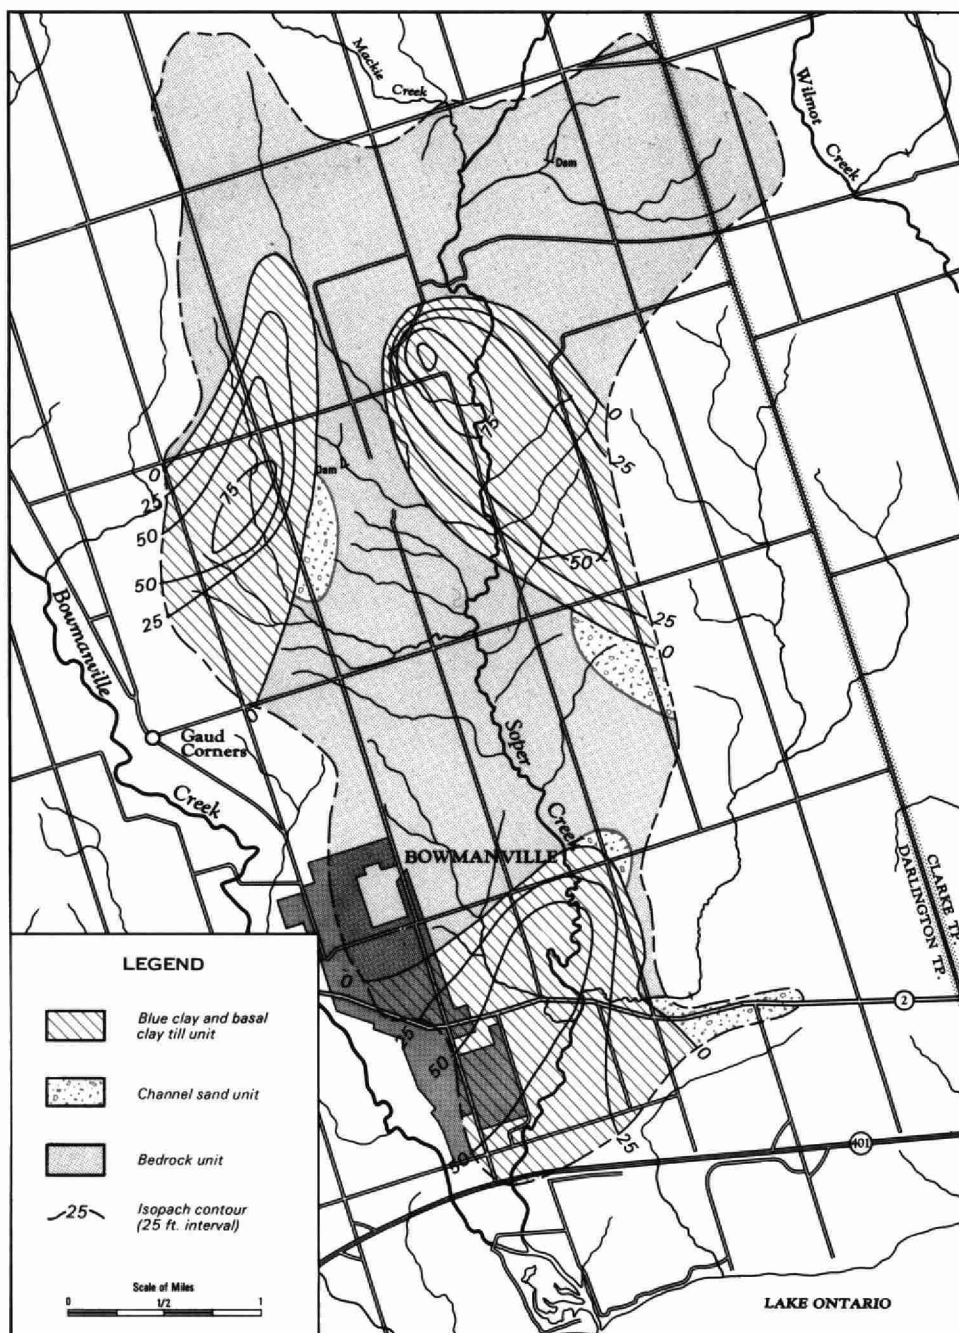 Mackie
Creek
Wilmot
Creek
Dam
0
25
75
0
25
50
75
Dam
50
25
50
25
0
0
Bowmanville
Creek
Gaud
Corners
Soper
Creek
BOWMANVILLE
CLARKE TP.
DARLINGTON TP.
0
25
50
0
25
50
2
401
LEGEND
Blue clay and basal
clay till unit
Channel sand unit
Bedrock unit
25
Isopach contour
(25 ft. interval)
Scale of Miles
0
1/2
1
LAKE ONTARIO